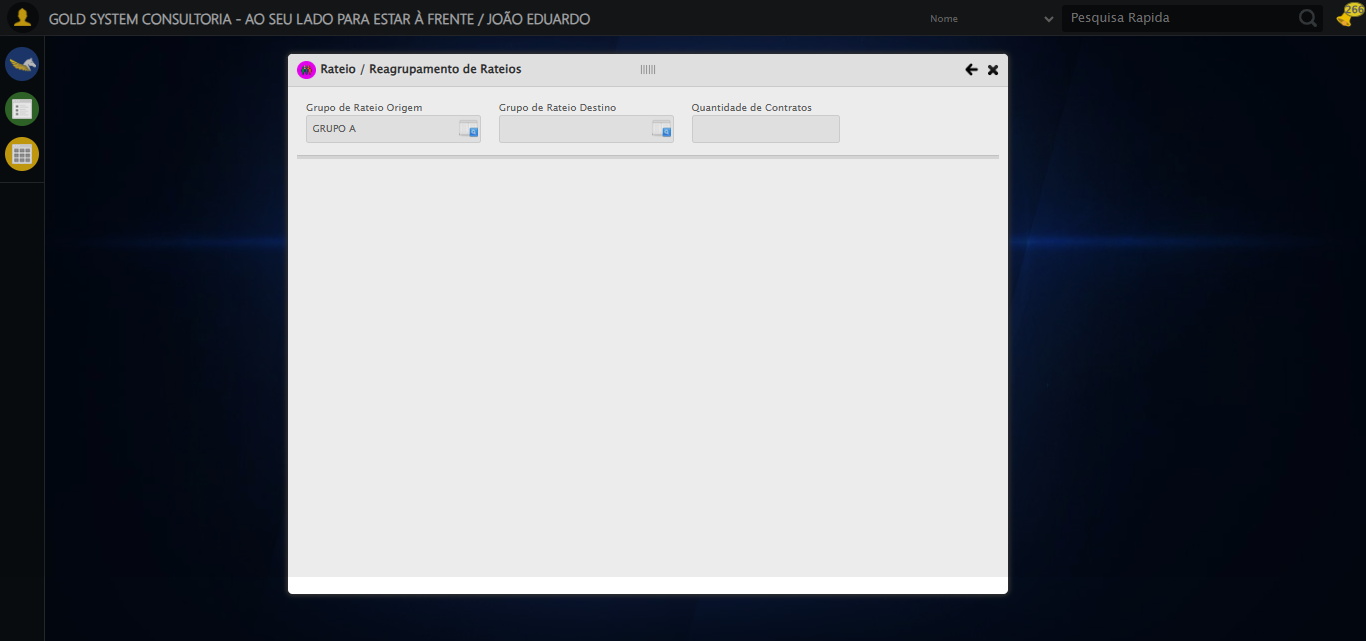 GOLD SYSTEM CONSULTORIA - AO SEU LADO PARA ESTAR À FRENTE / JOÃO EDUARDO
Nome
Pesquisa Rapida
266
Rateio / Reagrupamento de Rateios
Grupo de Rateio Origem
Grupo de Rateio Destino
Quantidade de Contratos
GRUPO A